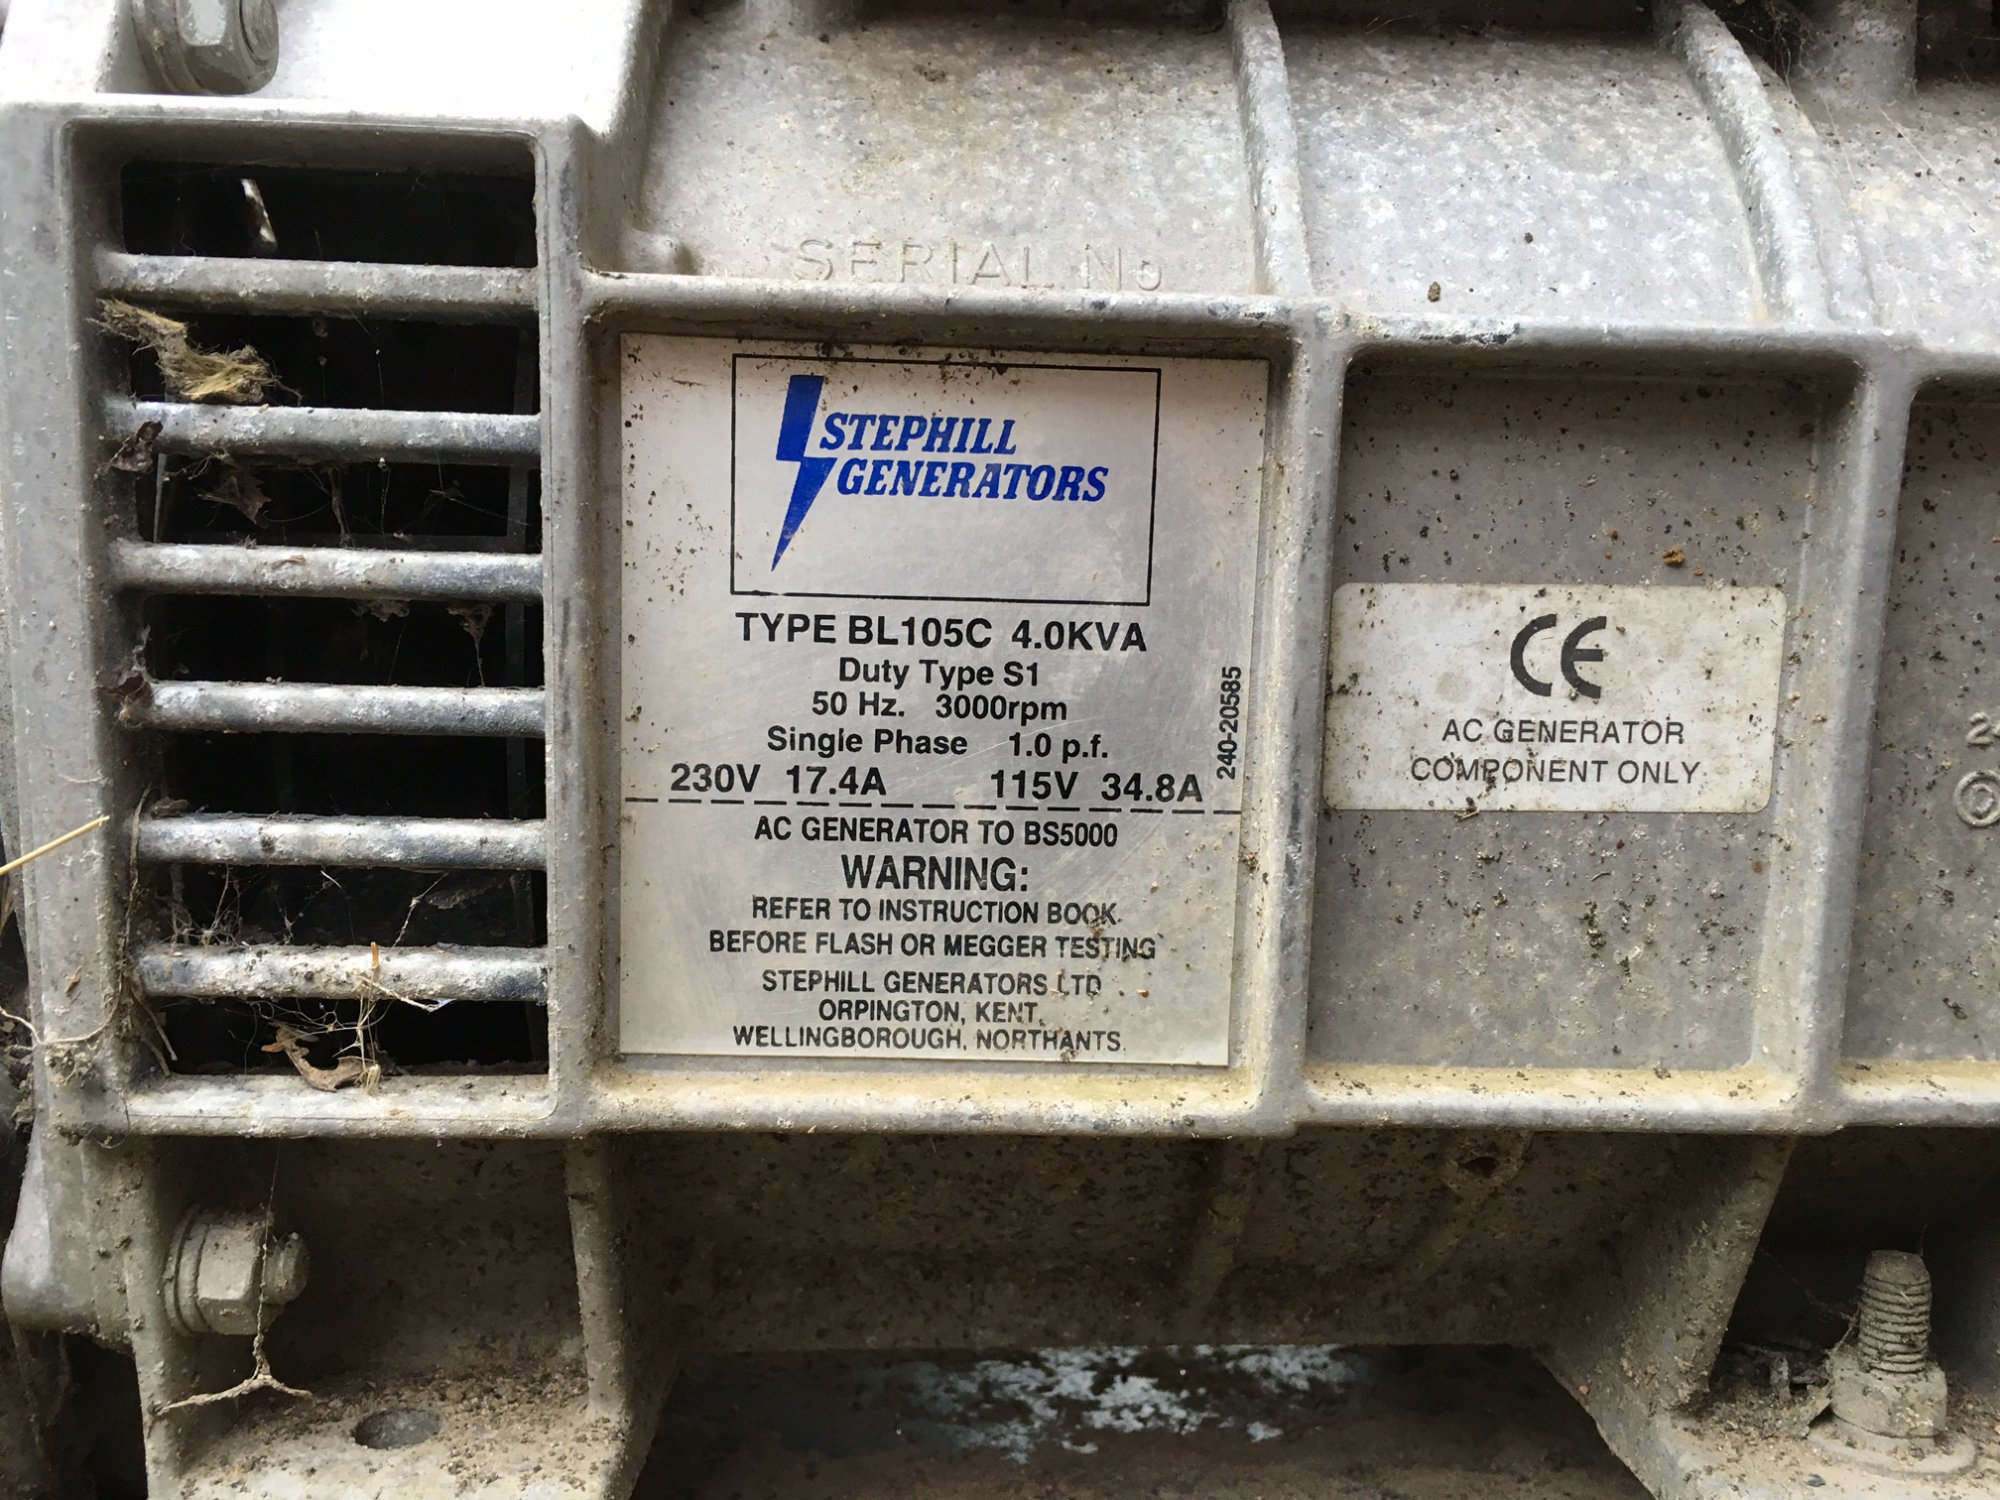 SERIAL No
STEPHILL
GENERATORS
TYPE BL105C 4.0KVA
Duty Type S1
50 Hz. 3000rpm
Single Phase 1.0 p.f.
230V 17.4A 115V 34.8A
240-20585
AC GENERATOR TO BS5000
WARNING:
REFER TO INSTRUCTION BOOK
BEFORE FLASH OR MEGGER TESTING
STEPHILL GENERATORS LTD
ORPINGTON, KENT,
WELLINGBOROUGH, NORTHANTS.
CE
AC GENERATOR
COMPONENT ONLY